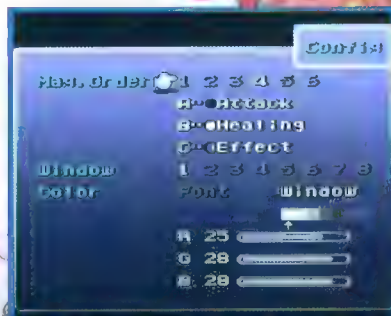 Config
Mag.Order 1 2 3 4 5 6
A··●Attack
B··●Healing
C··●Effect
Window 1 2 3 4 5 6 7 8
Color Font Window
R 25
G 28
B 28